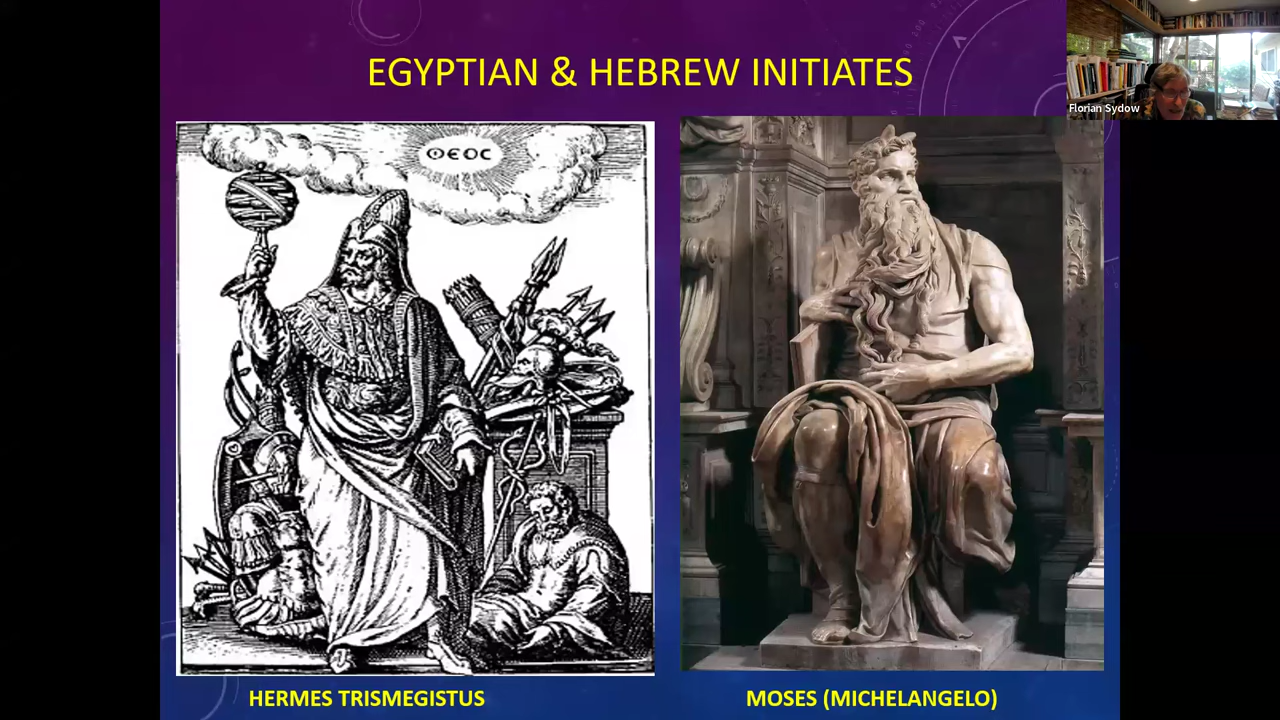 EGYPTIAN & HEBREW INITIATES
Florian Sydow
ΘΕΟC
HERMES TRISMEGISTUS
MOSES (MICHELANGELO)